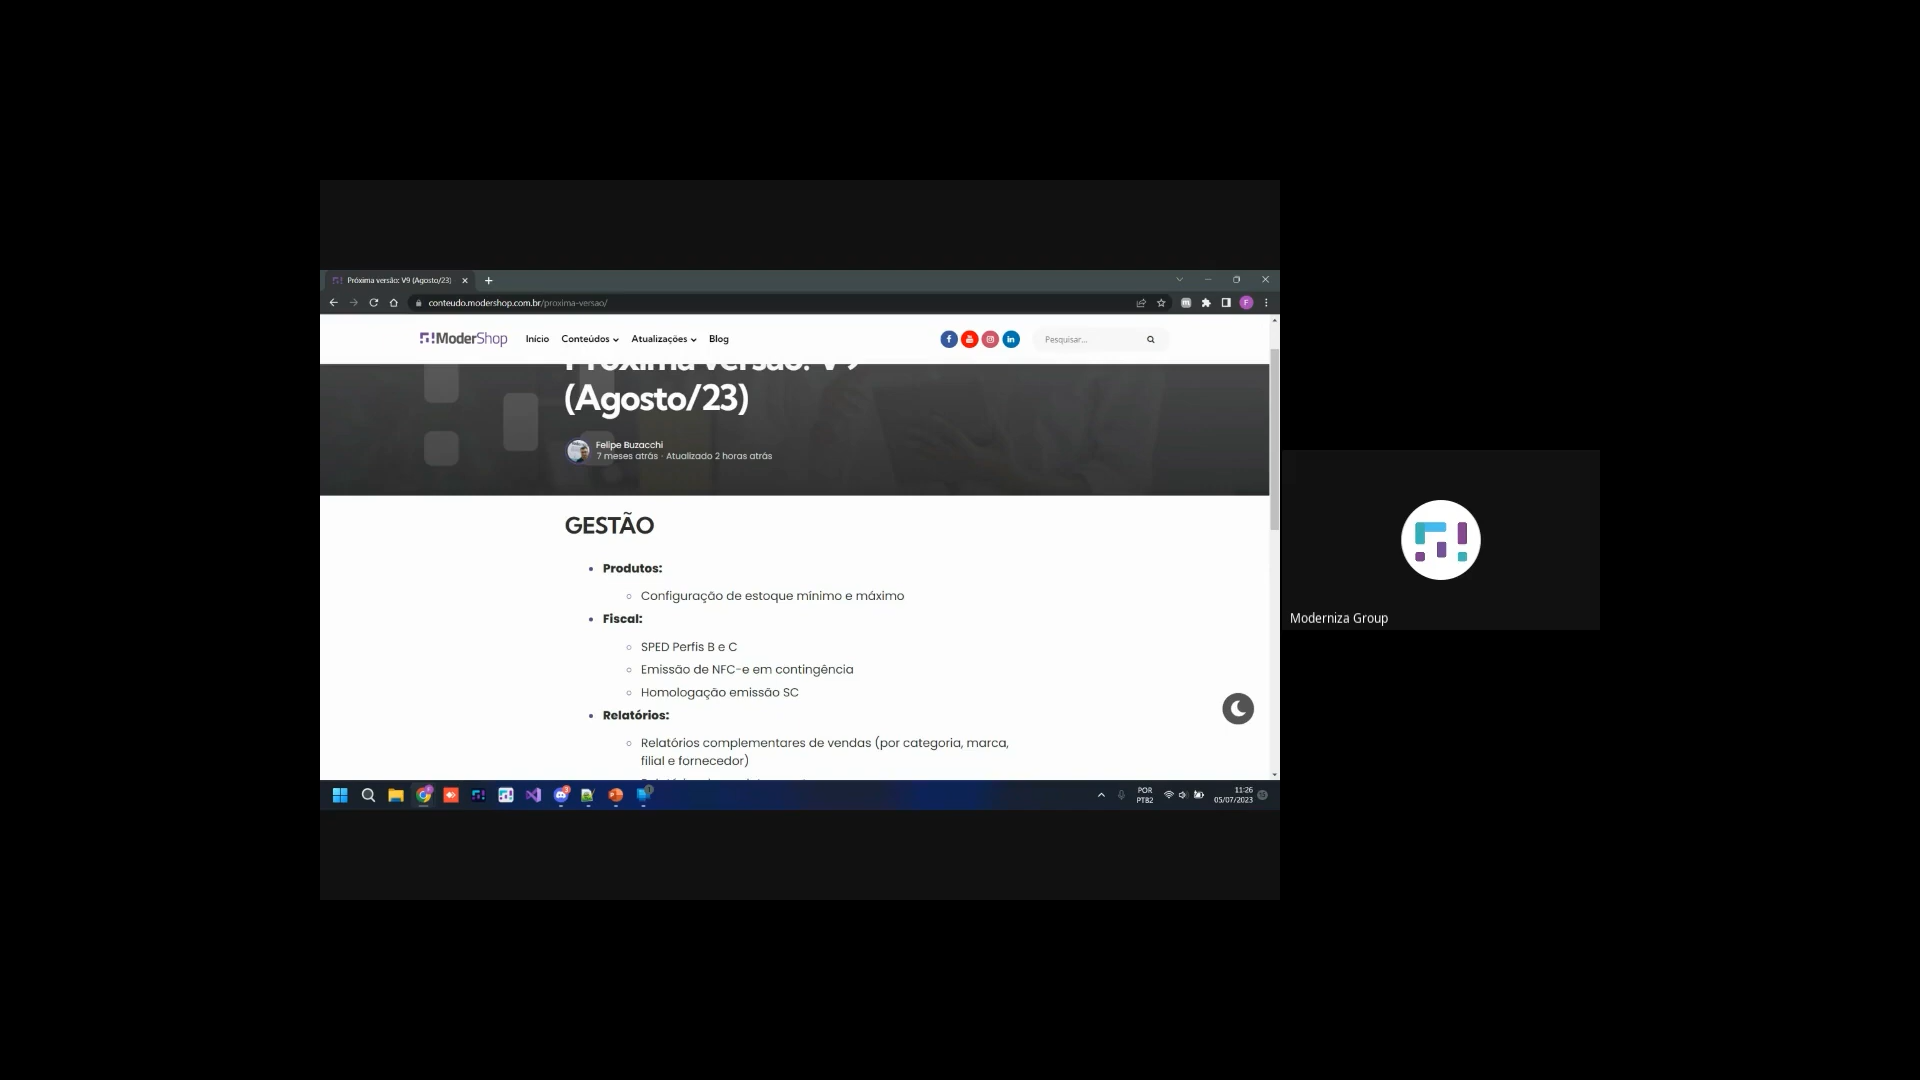 Próxima versão: V9 (Agosto/23)
conteudo.modershop.com.br/proxima-versao/
ModerShop
Início
Conteúdos
Atualizações
Blog
Pesquisar...
Próxima versão: V9
(Agosto/23)
Felipe Buzacchi
7 meses atrás · Atualizado 2 horas atrás
GESTÃO
Produtos:
Configuração de estoque mínimo e máximo
Fiscal:
SPED Perfis B e C
Emissão de NFC-e em contingência
Homologação emissão SC
Relatórios:
Relatórios complementares de vendas (por categoria, marca,
filial e fornecedor)
POR
PTB2
11:26
05/07/2023
Moderniza Group